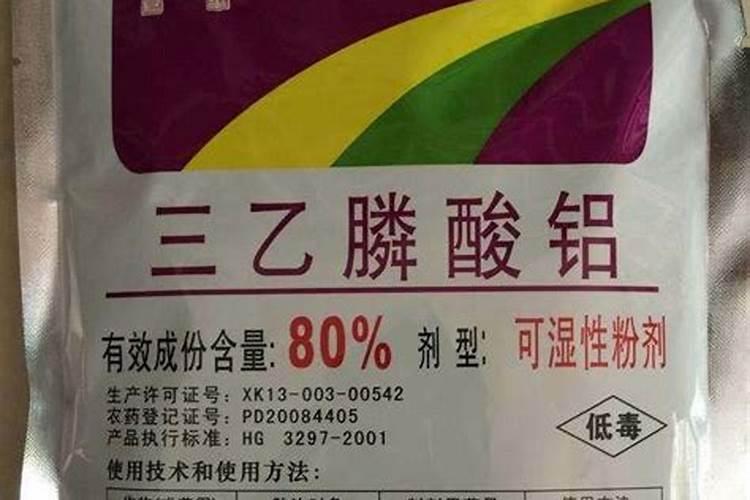 三乙膦酸铝
有效成份含量: 80% 剂型: 可湿性粉剂
生产许可证号: XK13-003-00542
农药登记证号: PD20084405
产品执行标准: HG 3297-2001
低毒
使用技术和使用方法: